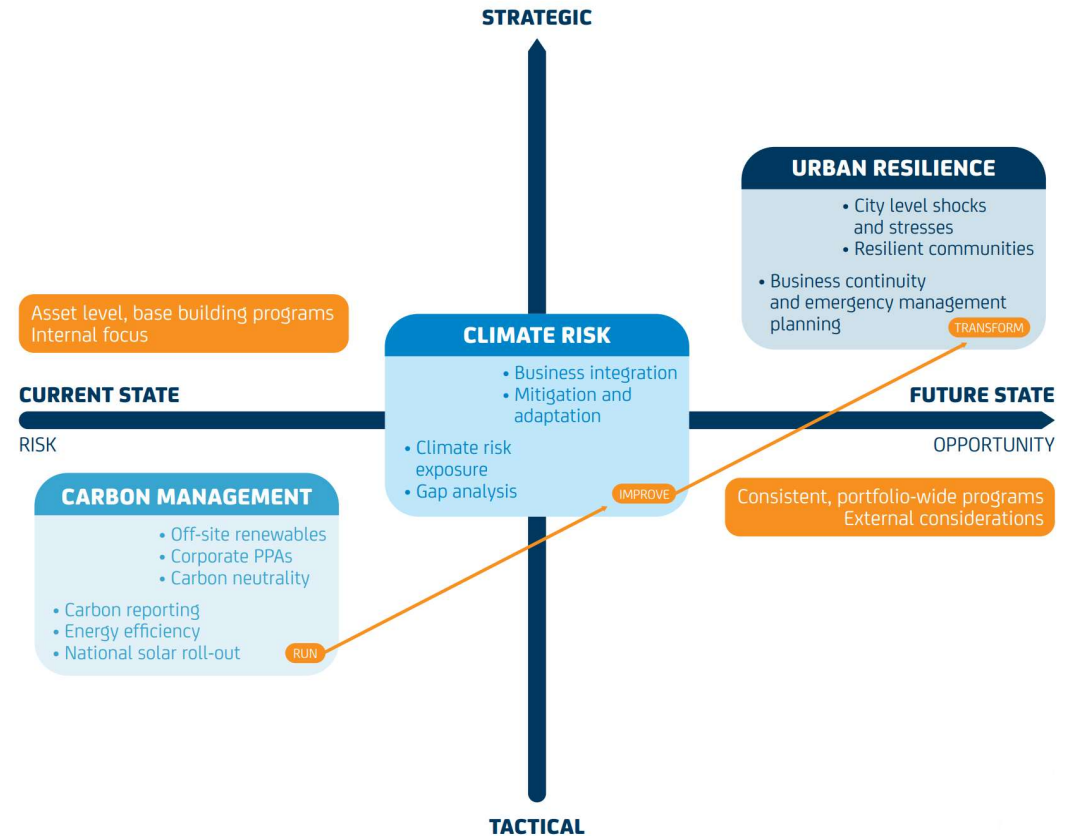 STRATEGIC
URBAN RESILIENCE
• City level shocks
and stresses
• Resilient communities
• Business continuity
and emergency management
planning
TRANSFORM
Asset level, base building programs
Internal focus
CLIMATE RISK
• Business integration
• Mitigation and
adaptation
• Climate risk
exposure
• Gap analysis
IMPROVE
CURRENT STATE
RISK
FUTURE STATE
OPPORTUNITY
CARBON MANAGEMENT
• Off-site renewables
• Corporate PPAs
• Carbon neutrality
• Carbon reporting
• Energy efficiency
• National solar roll-out
RUN
Consistent, portfolio-wide programs
External considerations
TACTICAL